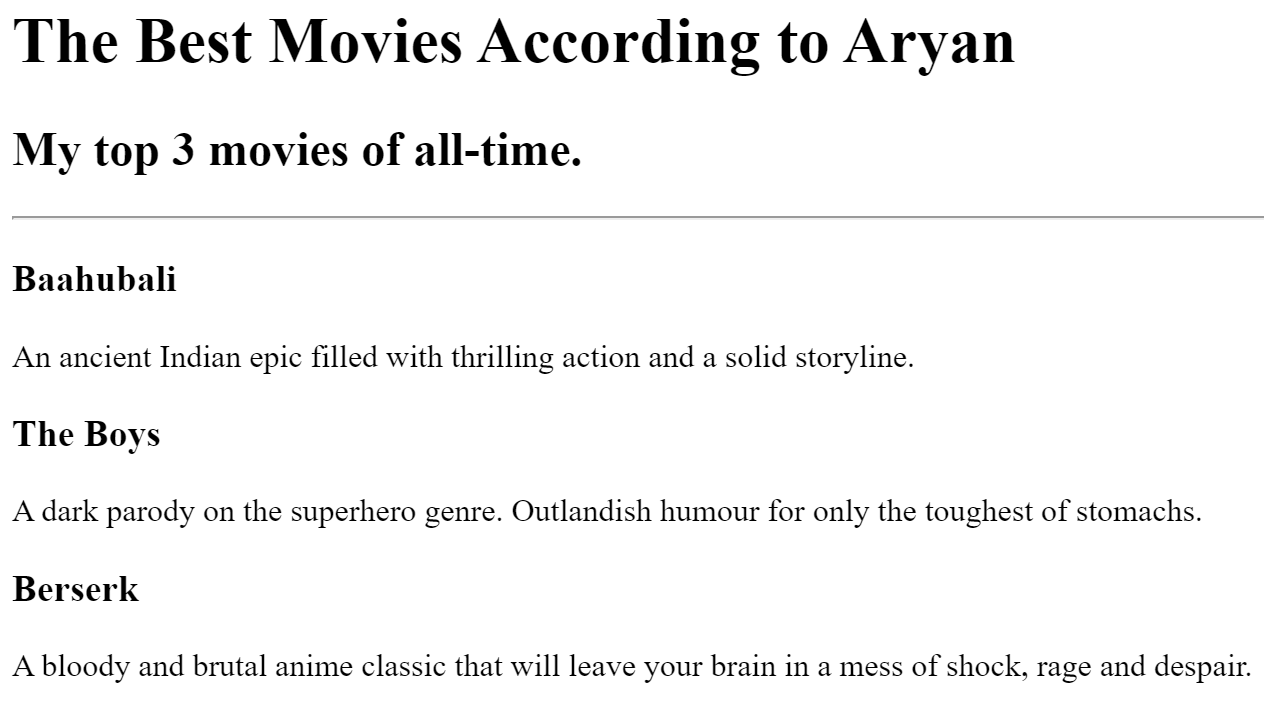 The Best Movies According to Aryan
My top 3 movies of all-time.
Baahubali
An ancient Indian epic filled with thrilling action and a solid storyline.
The Boys
A dark parody on the superhero genre. Outlandish humour for only the toughest of stomachs.
Berserk
A bloody and brutal anime classic that will leave your brain in a mess of shock, rage and despair.